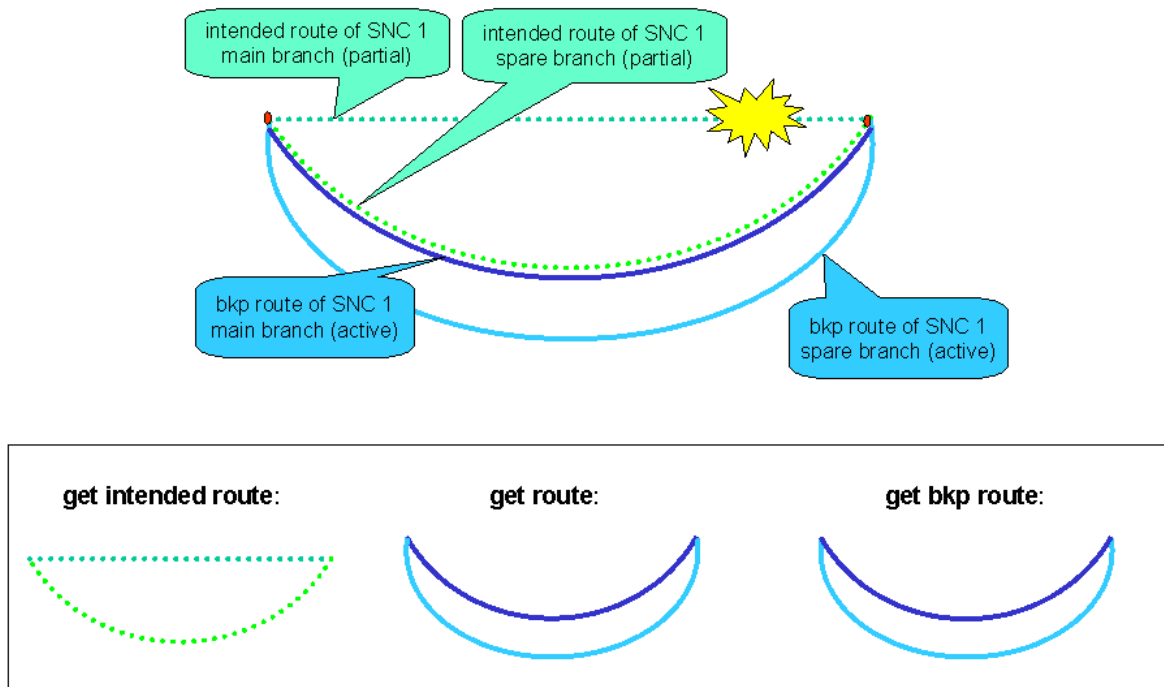 intended route of SNC 1
main branch (partial)
intended route of SNC 1
spare branch (partial)
bkp route of SNC 1
main branch (active)
bkp route of SNC 1
spare branch (active)
get intended route:
get route:
get bkp route: